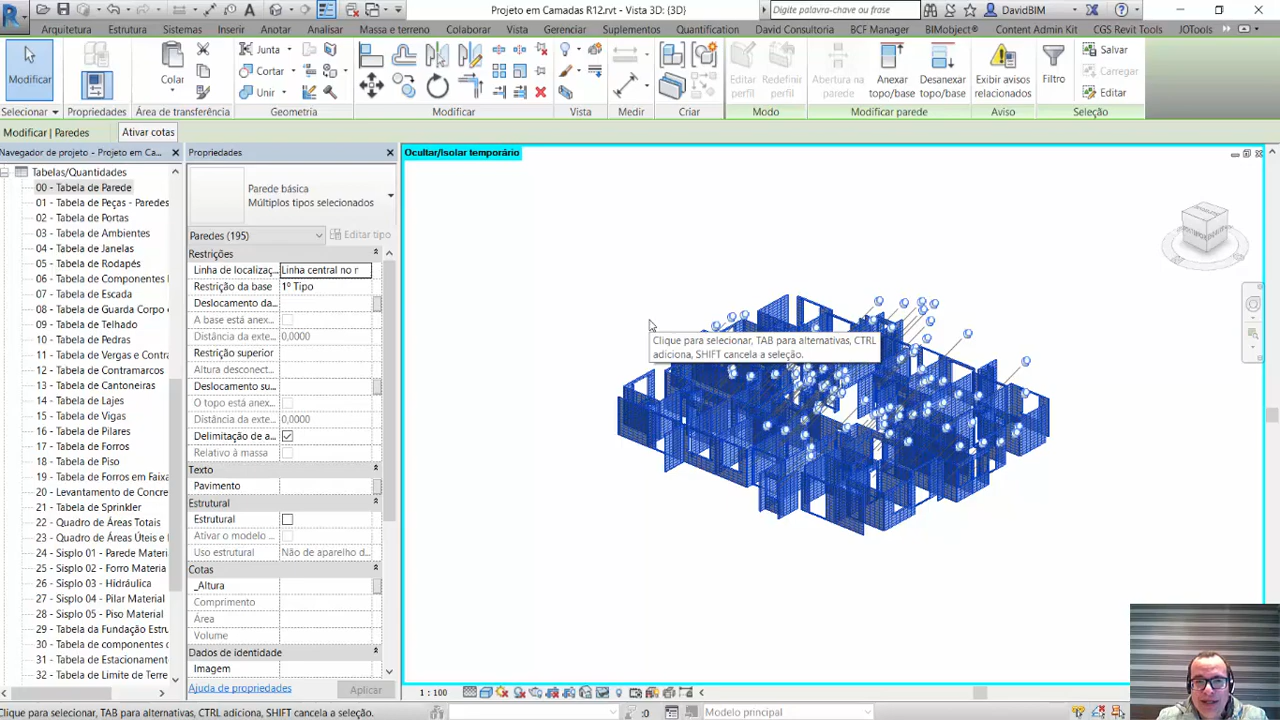 Projeto em Camadas R12.rvt - Vista 3D: {3D}
Digite palavra-chave ou frase
DavidBIM
Arquitetura
Estrutura
Sistemas
Inserir
Anotar
Analisar
Massa e terreno
Colaborar
Vista
Gerenciar
Suplementos
Quantification
David Consultoria
BCF Manager
BIMobject®
Content Admin Kit
CGS Revit Tools
JOTools
Modificar
Colar
Junta
Cortar
Unir
Editar perfil
Redefinir perfil
Abertura na parede
Anexar topo/base
Desanexar topo/base
Exibir avisos relacionados
Filtro
Salvar
Carregar
Editar
Selecionar
Propriedades
Área de transferência
Geometria
Modificar
Vista
Medir
Criar
Modo
Modificar parede
Aviso
Seleção
Modificar | Paredes
Ativar cotas
Navegador de projeto - Projeto em Ca...
Tabelas/Quantidades
00 - Tabela de Parede
01 - Tabela de Peças - Paredes
02 - Tabela de Portas
03 - Tabela de Ambientes
04 - Tabela de Janelas
05 - Tabela de Rodapés
06 - Tabela de Componentes
07 - Tabela de Escada
08 - Tabela de Guarda Corpo
09 - Tabela de Telhado
10 - Tabela de Pedras
11 - Tabela de Vergas e Contra
12 - Tabela de Contramarcos
14 - Tabela de Lajes
15 - Tabela de Vigas
16 - Tabela de Pilares
17 - Tabela de Forros
18 - Tabela de Piso
19 - Tabela de Forros em Faixa
20 - Levantamento de Concre
21 - Tabela de Sprinkler
22 - Quadro de Áreas Totais
23 - Quadro de Áreas Úteis e
24 - Sisplo 01 - Parede Materi
25 - Sisplo 02 - Forro Materia
26 - Sisplo 03 - Hidráulica
27 - Sisplo 04 - Pilar Material
28 - Sisplo 05 - Piso Material
29 - Tabela da Fundação Estru
30 - Tabela de componentes
31 - Tabela de Estacionament
32 - Tabela de Limite de Terre
Propriedades
Parede básica
Múltiplos tipos selecionados
Paredes (195)
Editar tipo
Restrições
Linha de localizaç... Linha central no r
Restrição da base 1º Tipo
Deslocamento da...
A base está anex...
Distância da exte... 0,0000
Restrição superior
Altura desconect...
Deslocamento su...
O topo está anex...
Distância da exte... 0,0000
Delimitação de a...
Relativo à massa
Texto
Pavimento
Estrutural
Estrutural
Ativar o modelo ...
Uso estrutural Não de aparelho d...
Cotas
_Altura
Comprimento
Área
Volume
Dados de identidade
Imagem
Ajuda de propriedades
Aplicar
Ocultar/Isolar temporário
Clique para selecionar, TAB para alternativas, CTRL
adiciona, SHIFT cancela a seleção.
1 : 100
Clique para selecionar, TAB para alternativas, CTRL adiciona, SHIFT cancela a seleção.
:0
Modelo principal